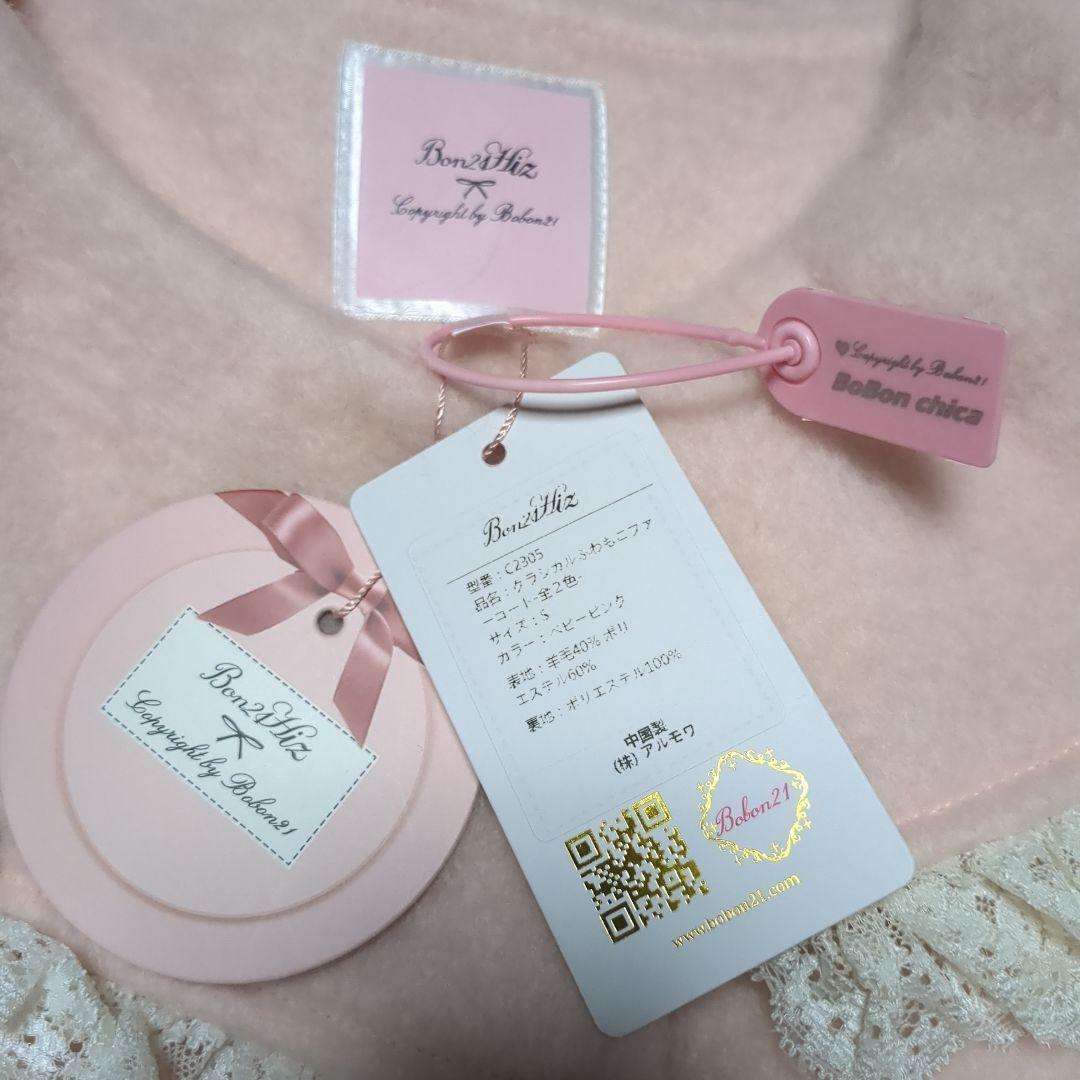 Bon21Hiz
Copyright by Bobon21
Copyright by Bobon21
BoBon chica
Bon21Hiz
型番：C2305
品名：クラシカルふわもこファ
ーコート-全2色-
サイズ：S
カラー：ベビーピンク
表地：羊毛40% ポリ
エステル60%
裏地：ポリエステル100%
中国製
(株)アルモワ
Bobon21
www.bobon21.com
Bon21Hiz
Copyright by Bobon21